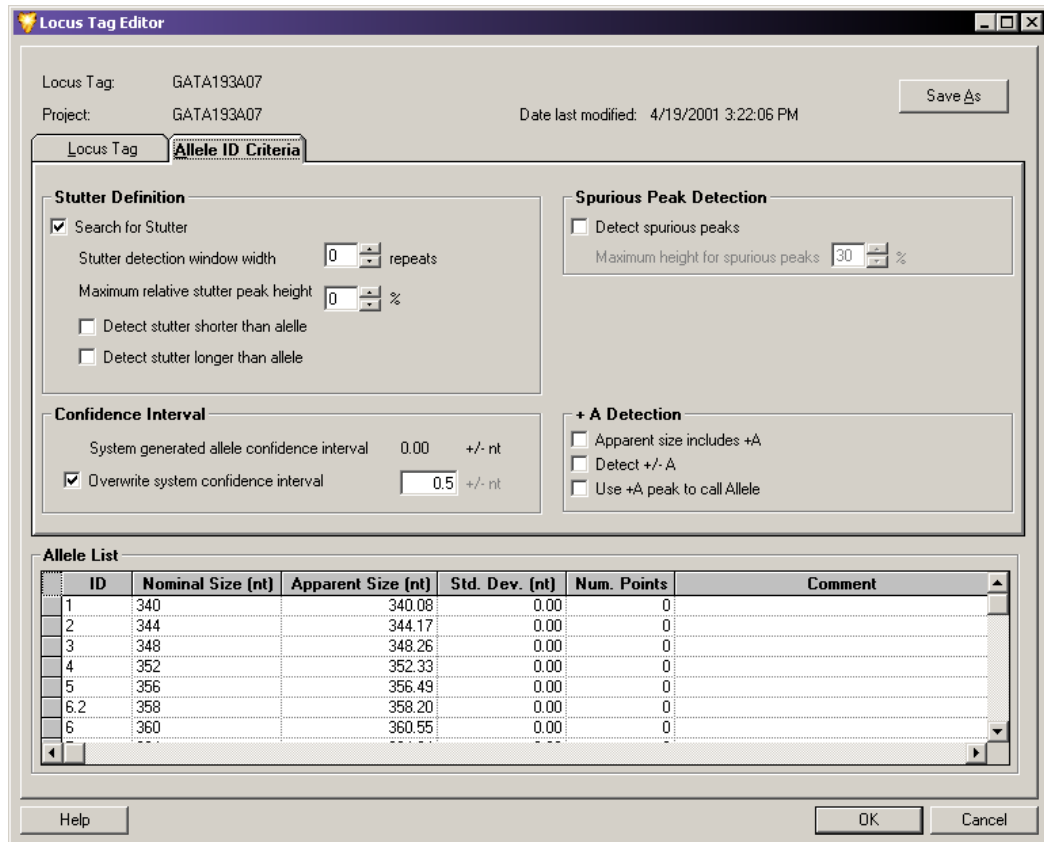 Locus Tag Editor
Locus Tag: GATA193A07
Save As
Project: GATA193A07 Date last modified: 4/19/2001 3:22:06 PM
Locus Tag Allele ID Criteria
Stutter Definition
Search for Stutter
Stutter detection window width 0 repeats
Maximum relative stutter peak height 0 %
Detect stutter shorter than alelle
Detect stutter longer than allele
Spurious Peak Detection
Detect spurious peaks
Maximum height for spurious peaks 30 %
Confidence Interval
System generated allele confidence interval 0.00 +/- nt
Overwrite system confidence interval 0.5 +/- nt
+ A Detection
Apparent size includes +A
Detect +/- A
Use +A peak to call Allele
Allele List
ID Nominal Size (nt) Apparent Size (nt) Std. Dev. (nt) Num. Points Comment
1 340 340.08 0.00 0
2 344 344.17 0.00 0
3 348 348.26 0.00 0
4 352 352.33 0.00 0
5 356 356.49 0.00 0
6.2 358 358.20 0.00 0
6 360 360.55 0.00 0
Help OK Cancel